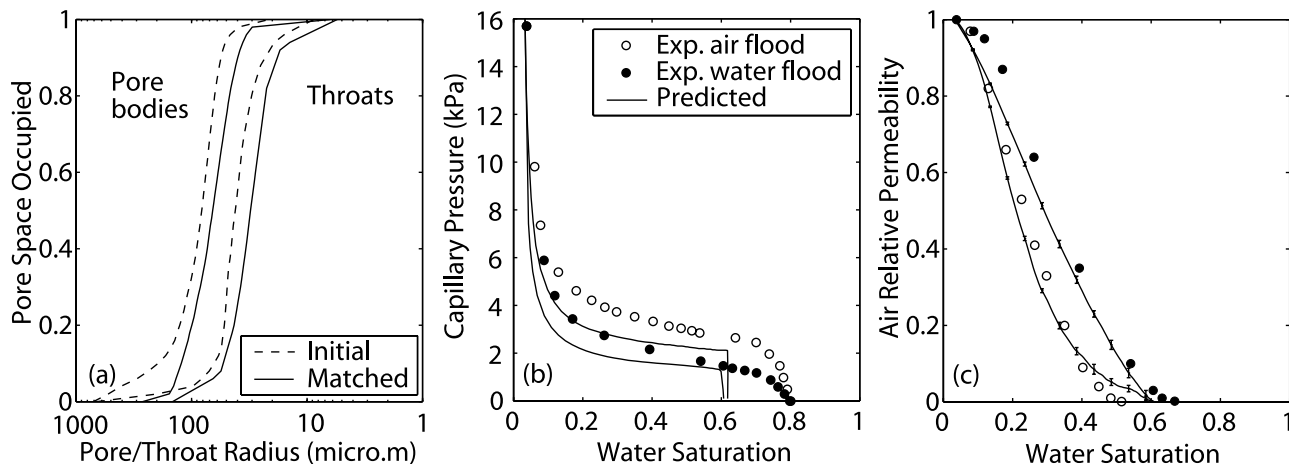 Pore Space Occupied
1
0.8
0.6
0.4
0.2
0
Pore
bodies
Throats
(a)
Initial
Matched
1000
100
10
1
Pore/Throat Radius (micro.m)
Capillary Pressure (kPa)
16
14
12
10
8
6
4
2
0
Exp. air flood
Exp. water flood
Predicted
(b)
0
0.2
0.4
0.6
0.8
1
Water Saturation
Air Relative Permeability
1
0.8
0.6
0.4
0.2
0
(c)
0
0.2
0.4
0.6
0.8
1
Water Saturation